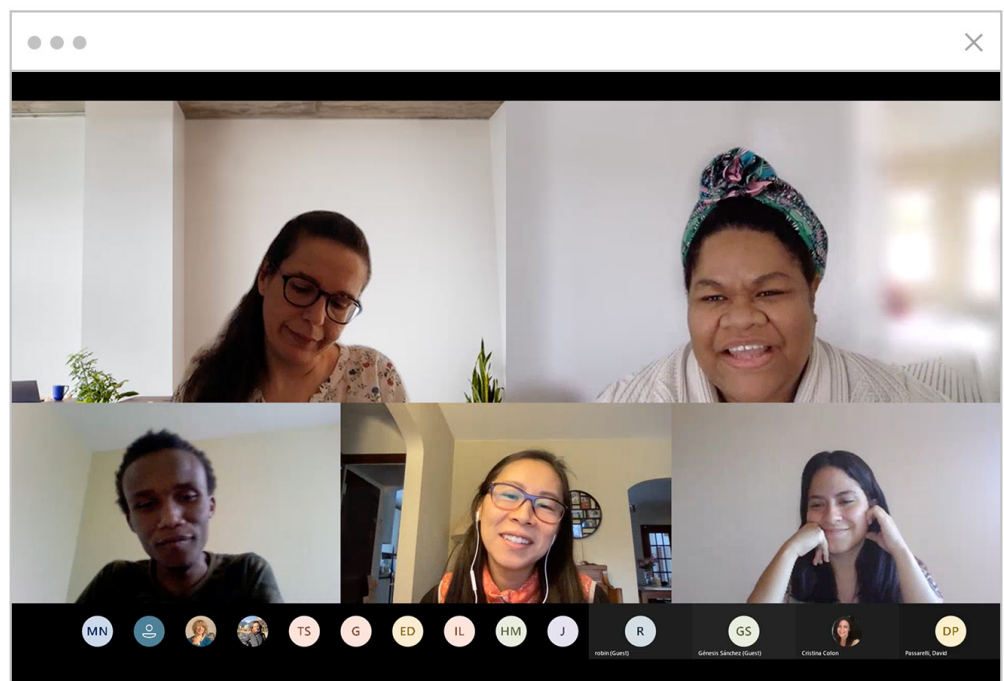 MN
TS
G
ED
IL
HM
J
R
GS
DP
robin (Guest)
Génesis Sánchez (Guest)
Cristina Colon
Passarelli, David